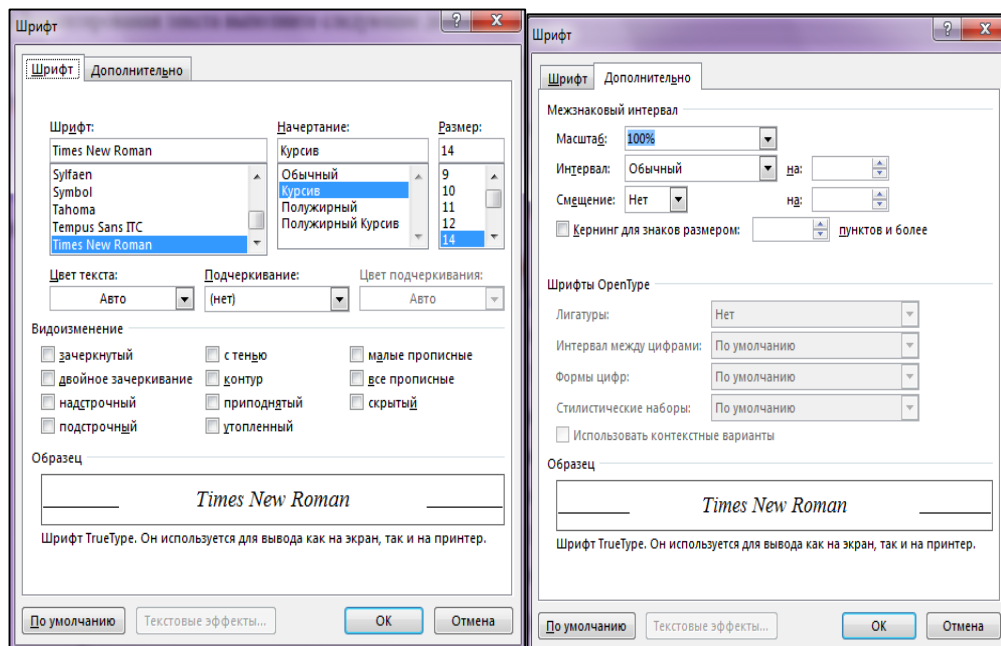 Шрифт
Шрифт Дополнительно
Шрифт: Начертание: Размер:
Times New Roman Курсив 14
Sylfaen Обычный 9
Symbol Курсив 10
Tahoma Полужирный 11
Tempus Sans ITC Полужирный Курсив 12
Times New Roman 14
Цвет текста: Подчеркивание: Цвет подчеркивания:
Авто (нет) Авто
Видоизменение
зачеркнутый с тенью малые прописные
двойное зачеркивание контур все прописные
надстрочный приподнятый скрытый
подстрочный утопленный
Образец
Times New Roman
Шрифт TrueType. Он используется для вывода как на экран, так и на принтер.
По умолчанию Текстовые эффекты... ОК Отмена
Шрифт
Шрифт Дополнительно
Межзнаковый интервал
Масштаб: 100%
Интервал: Обычный на:
Смещение: Нет на:
Кернинг для знаков размером: пунктов и более
Шрифты OpenType
Лигатуры: Нет
Интервал между цифрами: По умолчанию
Формы цифр: По умолчанию
Стилистические наборы: По умолчанию
Использовать контекстные варианты
Образец
Times New Roman
Шрифт TrueType. Он используется для вывода как на экран, так и на принтер.
По умолчанию Текстовые эффекты... ОК Отмена